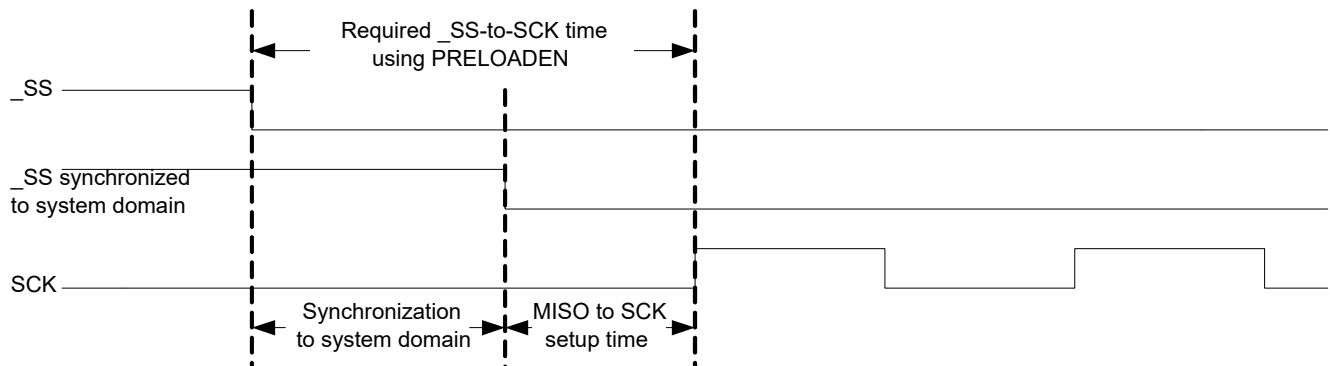 Required _SS-to-SCK time
using PRELOADEN
_SS
_SS synchronized
to system domain
SCK
Synchronization
to system domain
MISO to SCK
setup time